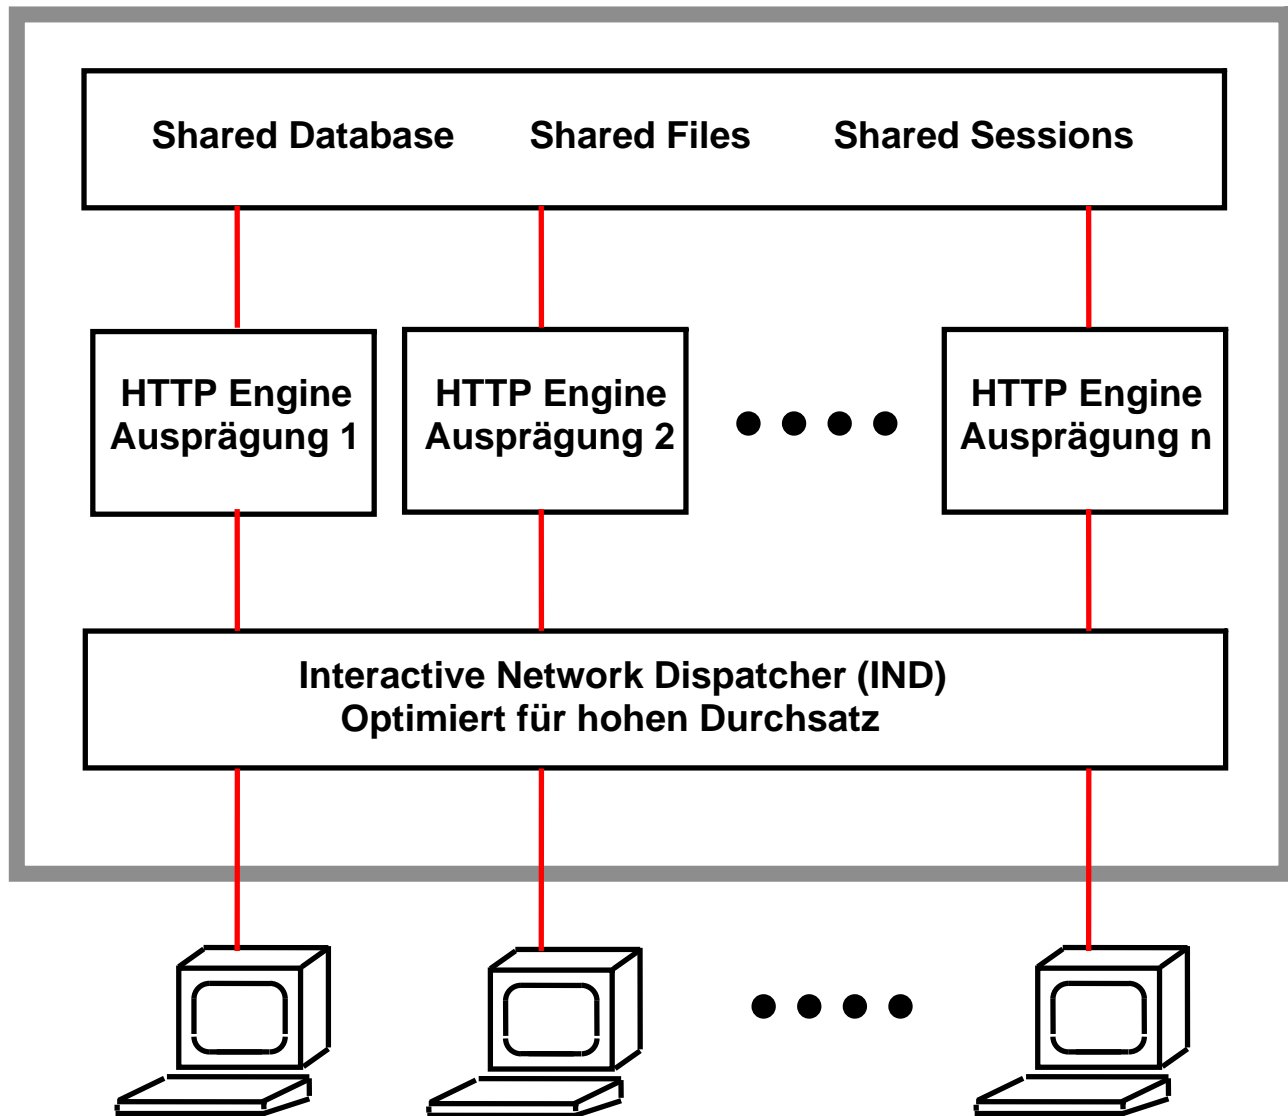 Shared Database Shared Files Shared Sessions
HTTP Engine
Ausprägung 1
HTTP Engine
Ausprägung 2
HTTP Engine
Ausprägung n
Interactive Network Dispatcher (IND)
Optimiert für hohen Durchsatz